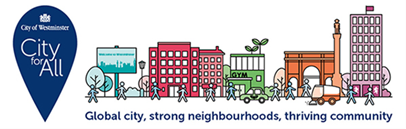 City of Westminster
City
for
All
GYM
Global city, strong neighbourhoods, thriving community